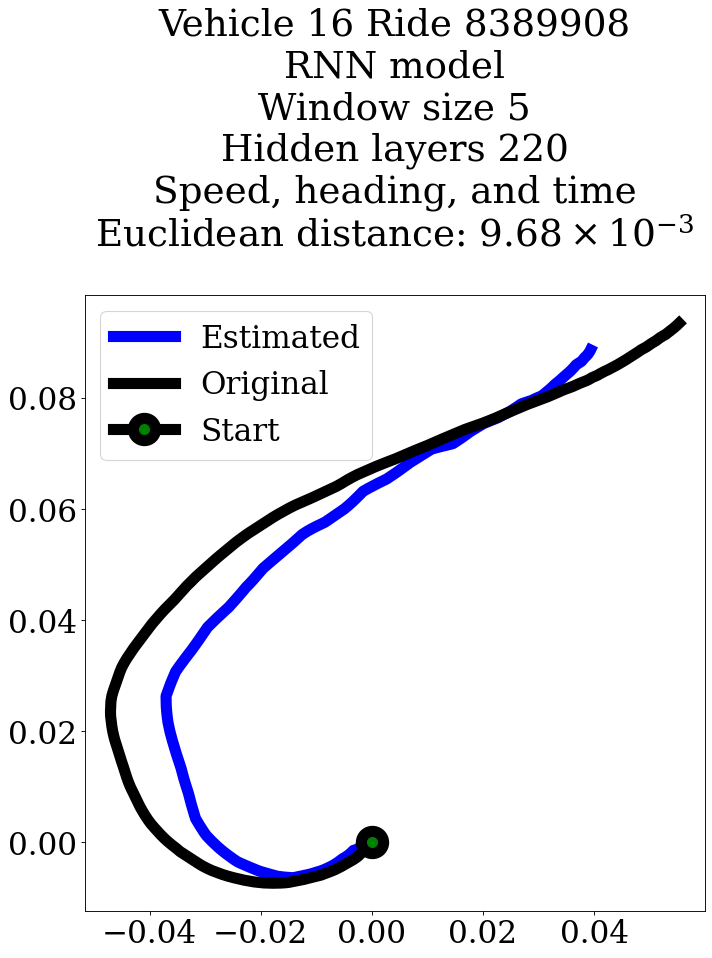 Vehicle 16 Ride 8389908
RNN model
Window size 5
Hidden layers 220
Speed, heading, and time
Euclidean distance: 9.68 × 10⁻³
Estimated
Original
Start
0.08
0.06
0.04
0.02
0.00
−0.04 −0.02 0.00 0.02 0.04